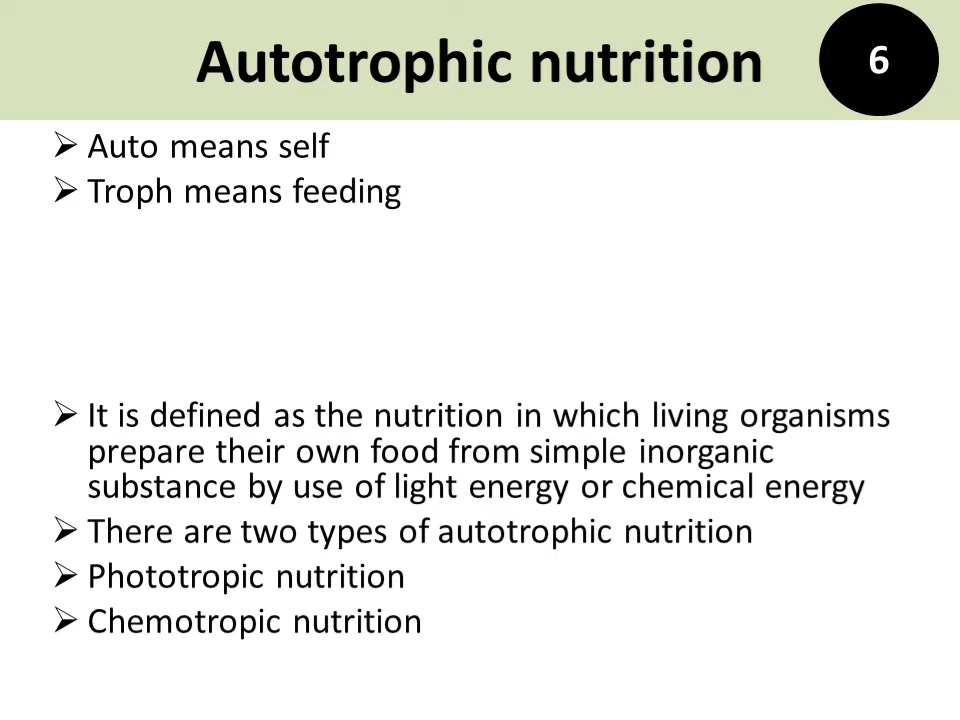 Autotrophic nutrition
6
➢ Auto means self
➢ Troph means feeding
➢ It is defined as the nutrition in which living organisms
prepare their own food from simple inorganic
substance by use of light energy or chemical energy
➢ There are two types of autotrophic nutrition
➢ Phototropic nutrition
➢ Chemotropic nutrition